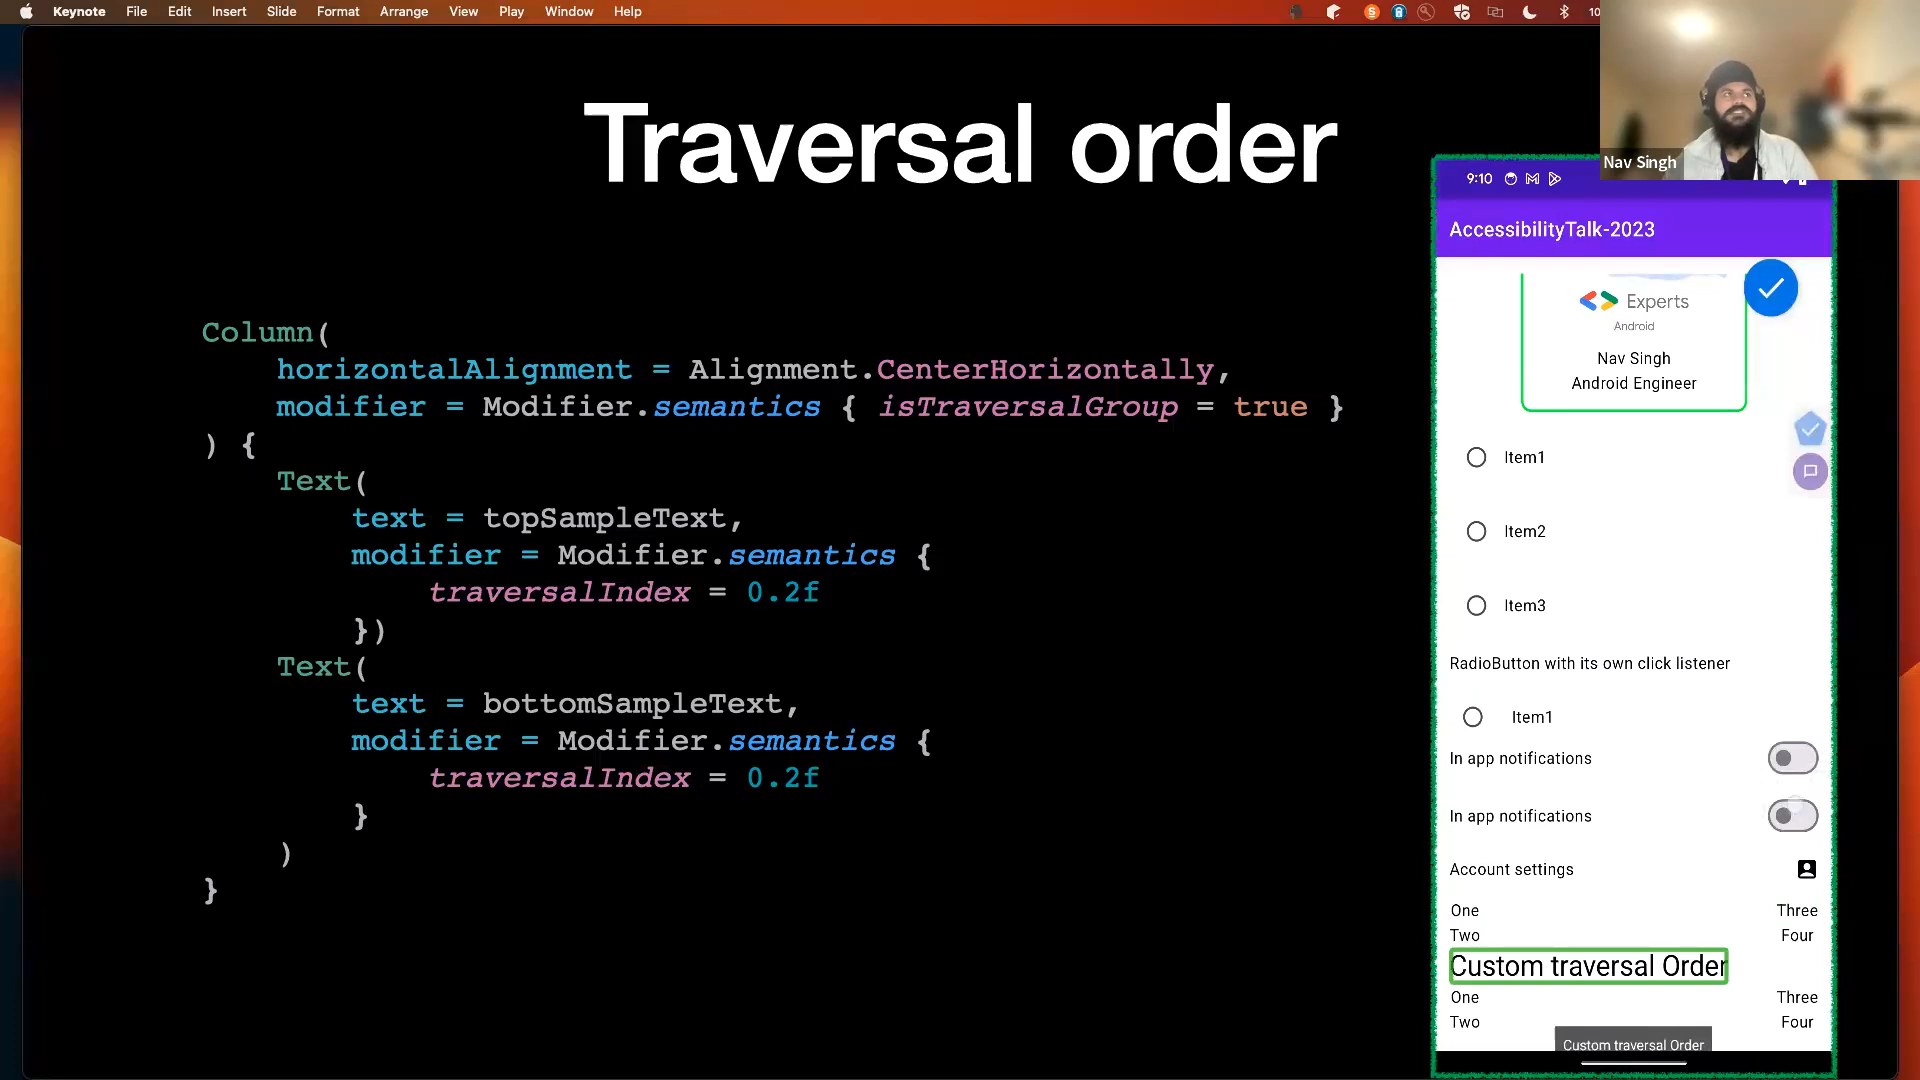 Keynote File Edit Insert Slide Format Arrange View Play Window Help
S
10
Nav Singh
Traversal order
Column(
horizontalAlignment = Alignment.CenterHorizontally,
modifier = Modifier.semantics { isTraversalGroup = true }
) {
Text(
text = topSampleText,
modifier = Modifier.semantics {
traversalIndex = 0.2f
})
Text(
text = bottomSampleText,
modifier = Modifier.semantics {
traversalIndex = 0.2f
}
)
}
9:10
AccessibilityTalk-2023
Experts
Android
Nav Singh
Android Engineer
Item1
Item2
Item3
RadioButton with its own click listener
Item1
In app notifications
In app notifications
Account settings
One Three
Two Four
Custom traversal Order
One Three
Two Four
Custom traversal Order